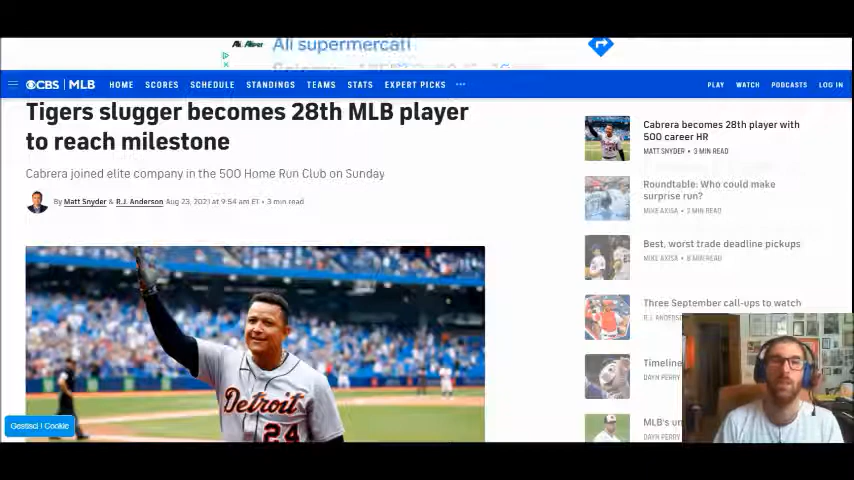 Ali supermercati
CBS | MLB HOME SCORES SCHEDULE STANDINGS TEAMS STATS EXPERT PICKS ... PLAY WATCH PODCASTS LOG IN
Tigers slugger becomes 28th MLB player
to reach milestone
Cabrera joined elite company in the 500 Home Run Club on Sunday
By Matt Snyder & R.J. Anderson Aug 23, 2021 at 9:54 am ET • 3 min read
Detroit
24
Gestisci i Cookie
Cabrera becomes 28th player with
500 career HR
MATT SNYDER • 3 MIN READ
Roundtable: Who could make
surprise run?
MIKE AXISA • 2 MIN READ
Best, worst trade deadline pickups
MIKE AXISA • 8 MIN READ
Three September call-ups to watch
R.J. ANDERS
Timeline
DAYN PERRY
MLB's un
DAYN PERRY